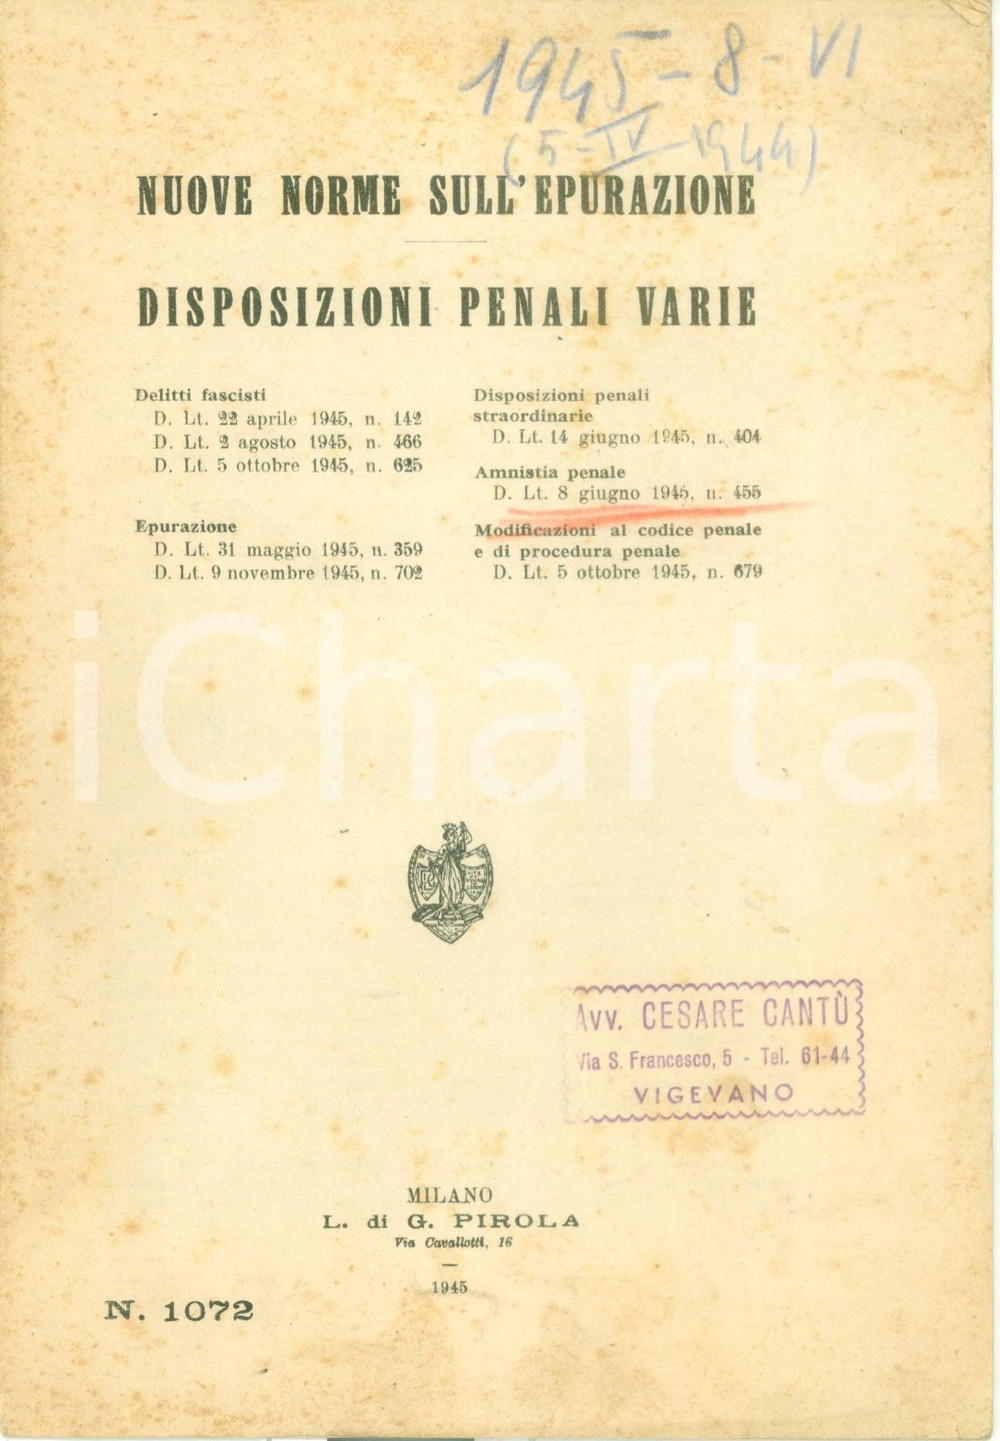 1945-8-VI
(5-IV-1944)
NUOVE NORME SULL'EPURAZIONE
DISPOSIZIONI PENALI VARIE
Delitti fascisti
D. Lt. 22 aprile 1945, n. 142
D. Lt. 2 agosto 1945, n. 466
D. Lt. 5 ottobre 1945, n. 625
Epurazione
D. Lt. 31 maggio 1945, n. 359
D. Lt. 9 novembre 1945, n. 702
Disposizioni penali
straordinarie
D. Lt. 14 giugno 1945, n. 404
Amnistia penale
D. Lt. 8 giugno 1945, n. 455
Modificazioni al codice penale
e di procedura penale
D. Lt. 5 ottobre 1945, n. 679
iCharta
Avv. CESARE CANTÙ
Via S. Francesco, 5 - Tel. 61-44
VIGEVANO
MILANO
L. di G. PIROLA
Via Cavallotti, 16
1945
N. 1072